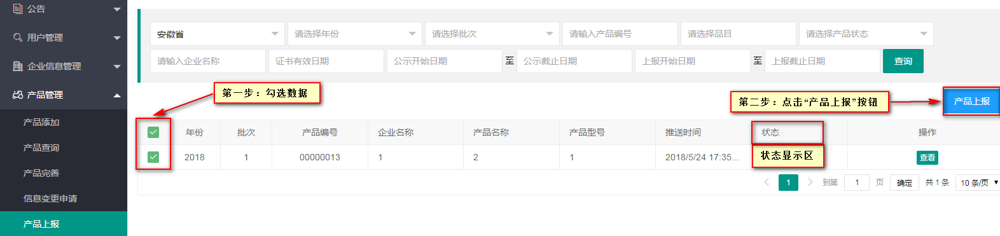 公告
用户管理
企业信息管理
产品管理
产品添加
产品查询
产品完善
信息变更申请
产品上报
安徽省 请选择年份 请选择批次 请输入产品编号 请选择品目 请选择产品状态
请输入企业名称 证书有效日期 公示开始日期 至 公示截止日期 上报开始日期 至 上报截止日期 查询
第一步：勾选数据
第二步：点击“产品上报”按钮
产品上报
年份 批次 产品编号 企业名称 产品名称 产品型号 推送时间 状态 操作
2018 1 00000013 1 2 1 2018/5/24 17:35... 状态显示区 查看
1 到第 1 页 确定 共 1 条 10 条/页